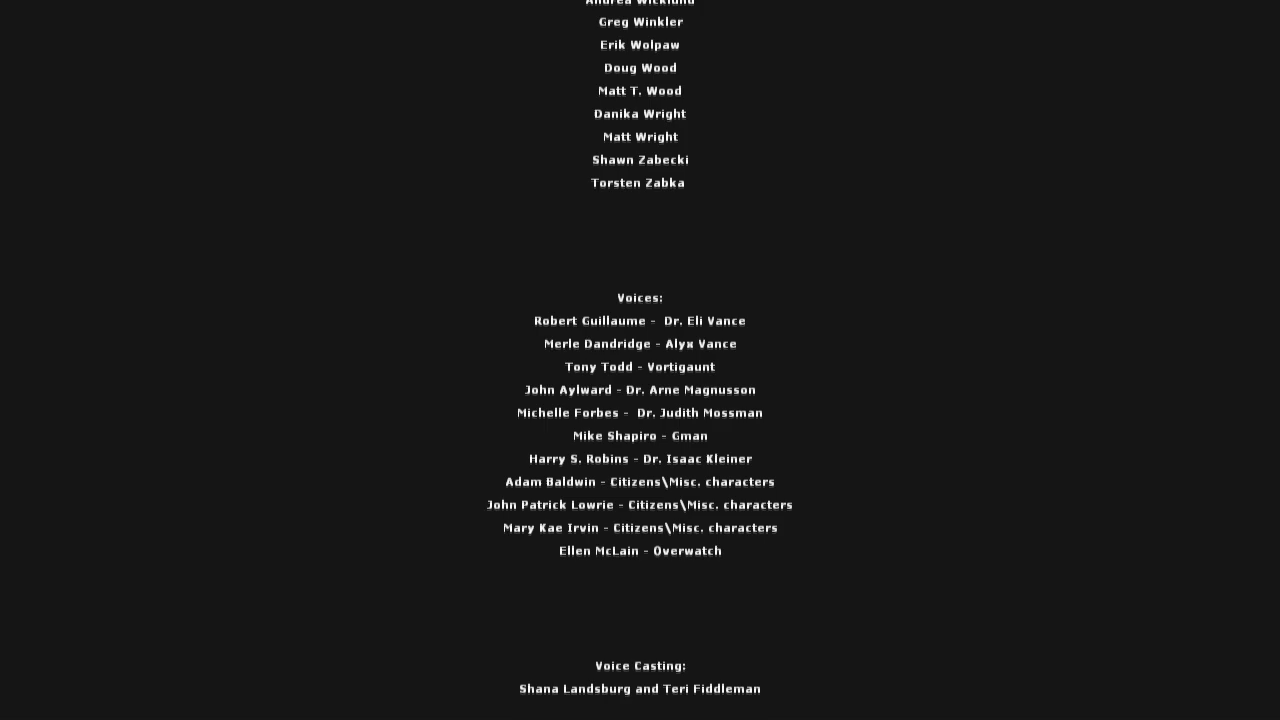 Andrea Wicklund
Greg Winkler
Erik Wolpaw
Doug Wood
Matt T. Wood
Danika Wright
Matt Wright
Shawn Zabecki
Torsten Zabka
Voices:
Robert Guillaume -  Dr. Eli Vance
Merle Dandridge - Alyx Vance
Tony Todd - Vortigaunt
John Aylward - Dr. Arne Magnusson
Michelle Forbes -  Dr. Judith Mossman
Mike Shapiro - Gman
Harry S. Robins - Dr. Isaac Kleiner
Adam Baldwin - Citizens\Misc. characters
John Patrick Lowrie - Citizens\Misc. characters
Mary Kae Irvin - Citizens\Misc. characters
Ellen McLain - Overwatch
Voice Casting:
Shana Landsburg and Teri Fiddleman